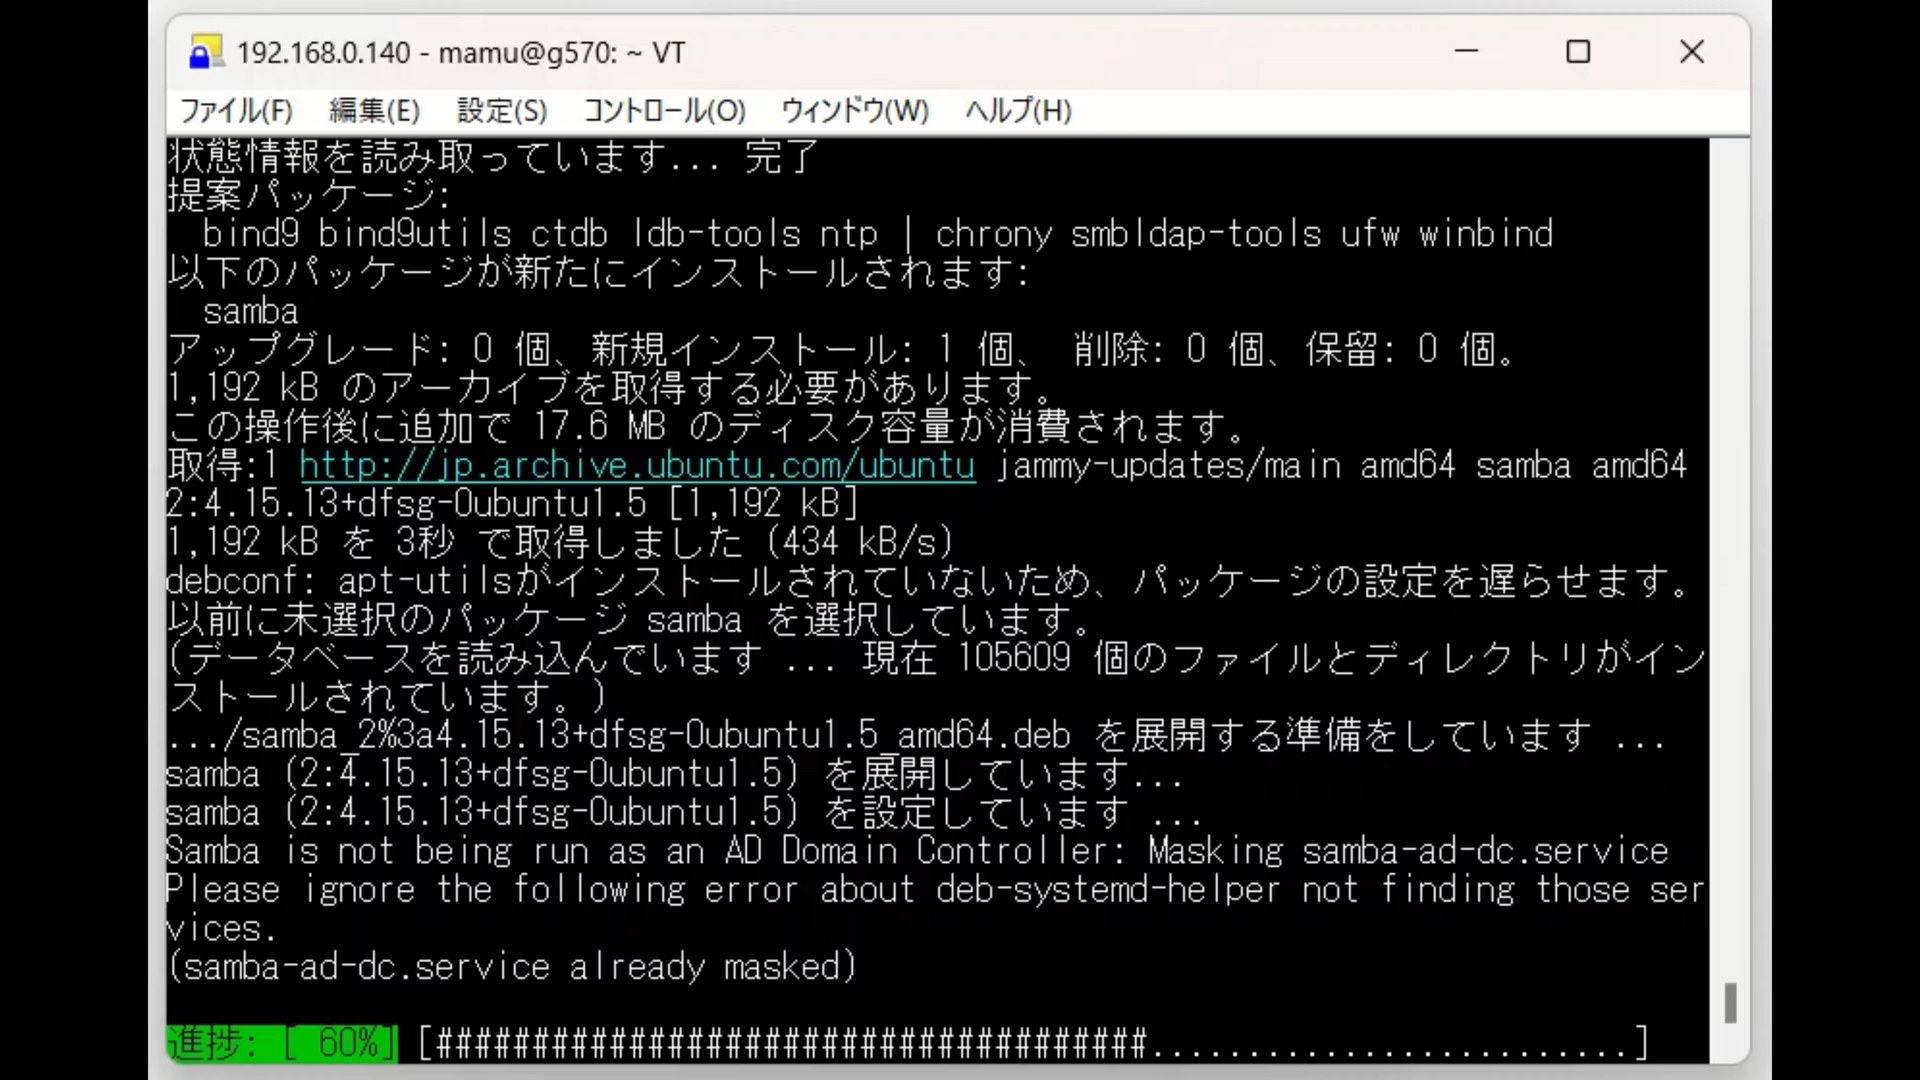 192.168.0.140 - mamu@g570: ~ VT
ファイル(F) 編集(E) 設定(S) コントロール(O) ウィンドウ(W) ヘルプ(H)
状態情報を読み取っています... 完了
提案パッケージ:
  bind9 bind9utils ctdb ldb-tools ntp | chrony smbldap-tools ufw winbind
以下のパッケージが新たにインストールされます:
  samba
アップグレード: 0 個、新規インストール: 1 個、 削除: 0 個、保留: 0 個。
1,192 kB のアーカイブを取得する必要があります。
この操作後に追加で 17.6 MB のディスク容量が消費されます。
取得:1 http://jp.archive.ubuntu.com/ubuntu jammy-updates/main amd64 samba amd64
2:4.15.13+dfsg-0ubuntu1.5 [1,192 kB]
1,192 kB を 3秒 で取得しました (434 kB/s)
debconf: apt-utilsがインストールされていないため、パッケージの設定を遅らせます。
以前に未選択のパッケージ samba を選択しています。
(データベースを読み込んでいます ... 現在 105609 個のファイルとディレクトリがイン
ストールされています。)
.../samba_2%3a4.15.13+dfsg-0ubuntu1.5_amd64.deb を展開する準備をしています ...
samba (2:4.15.13+dfsg-0ubuntu1.5) を展開しています...
samba (2:4.15.13+dfsg-0ubuntu1.5) を設定しています ...
Samba is not being run as an AD Domain Controller: Masking samba-ad-dc.service
Please ignore the following error about deb-systemd-helper not finding those ser
vices.
(samba-ad-dc.service already masked)
進捗: [ 60%] [#####################################.........................]